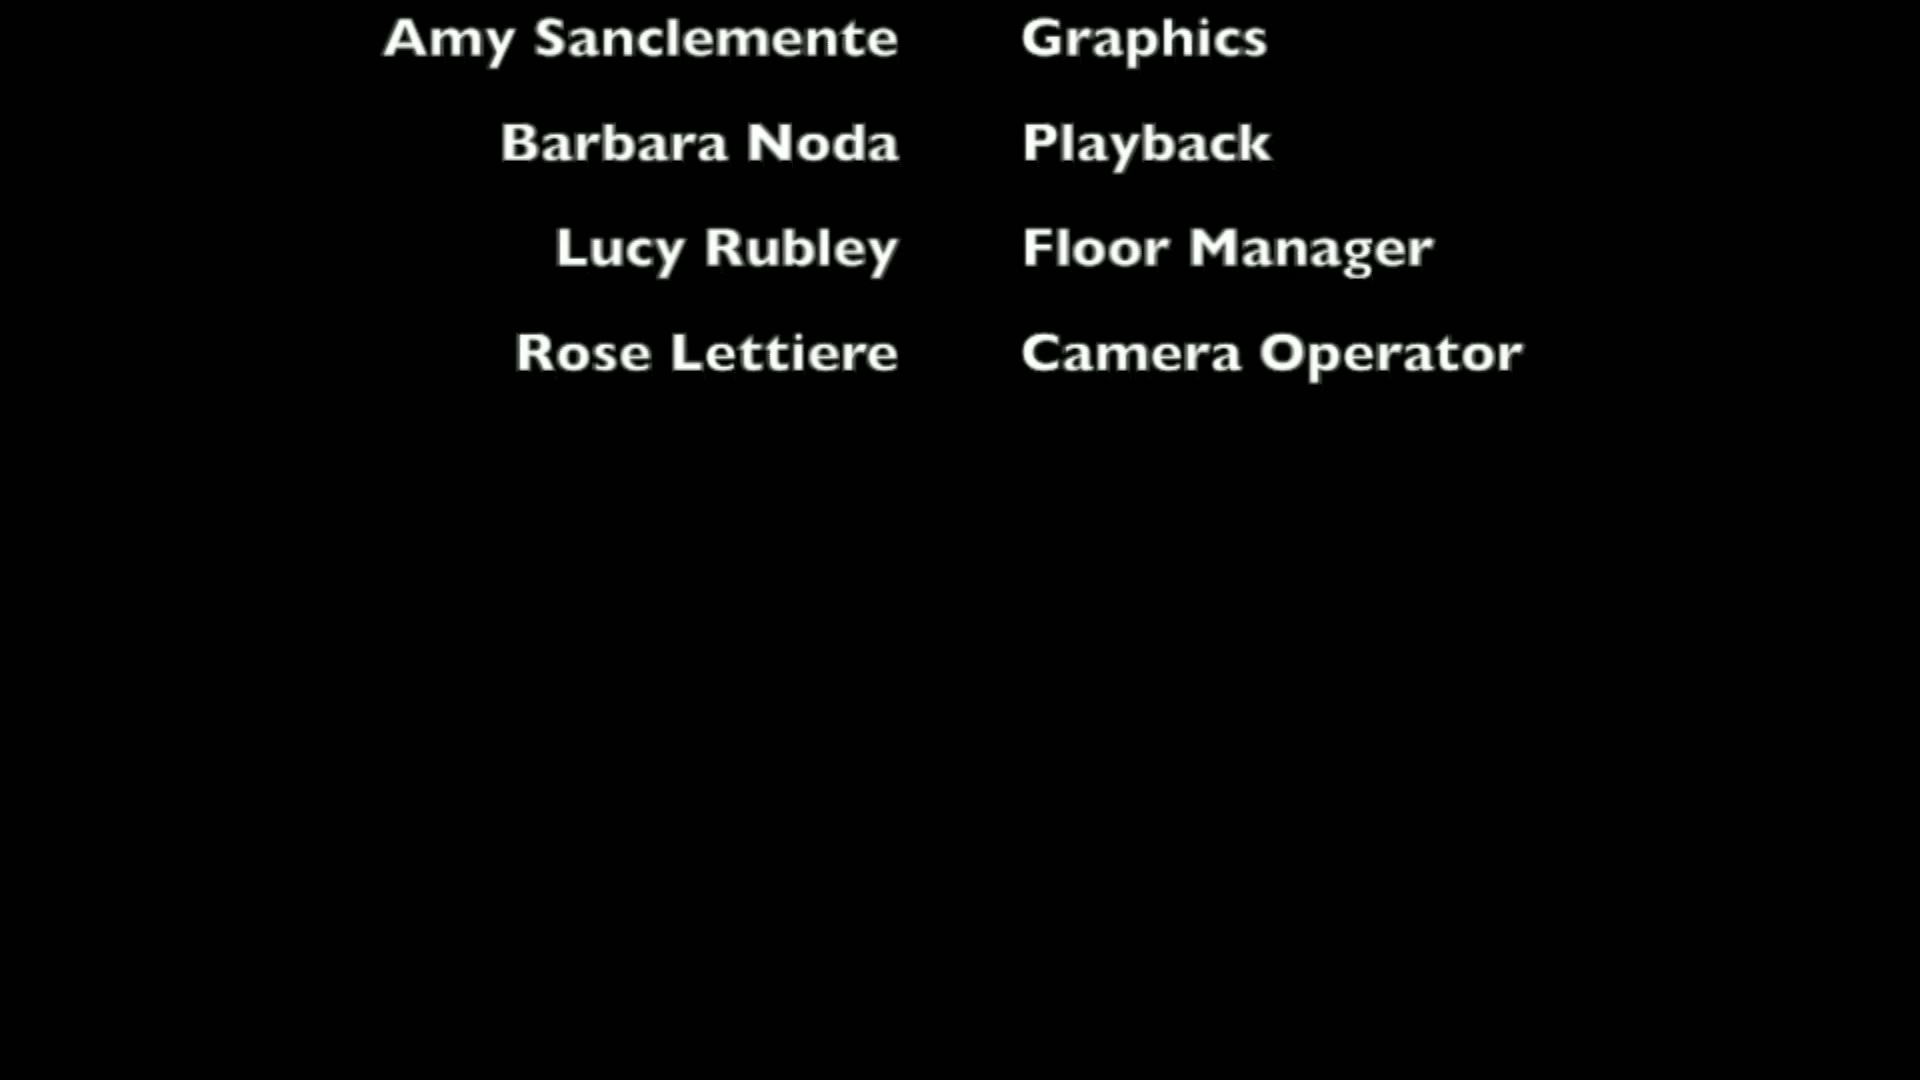 Amy Sanclemente Graphics
Barbara Noda Playback
Lucy Rubley Floor Manager
Rose Lettiere Camera Operator